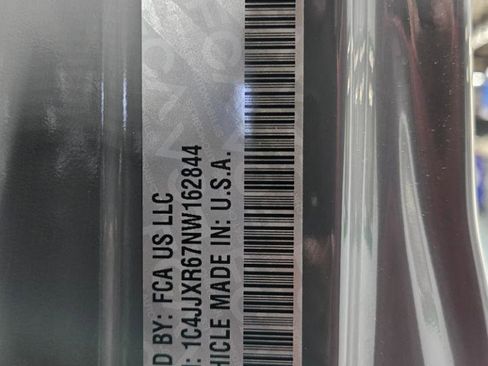 D BY: FCA US LLC
: 1C4JJXR67NW162844
HICLE MADE IN: U.S.A.